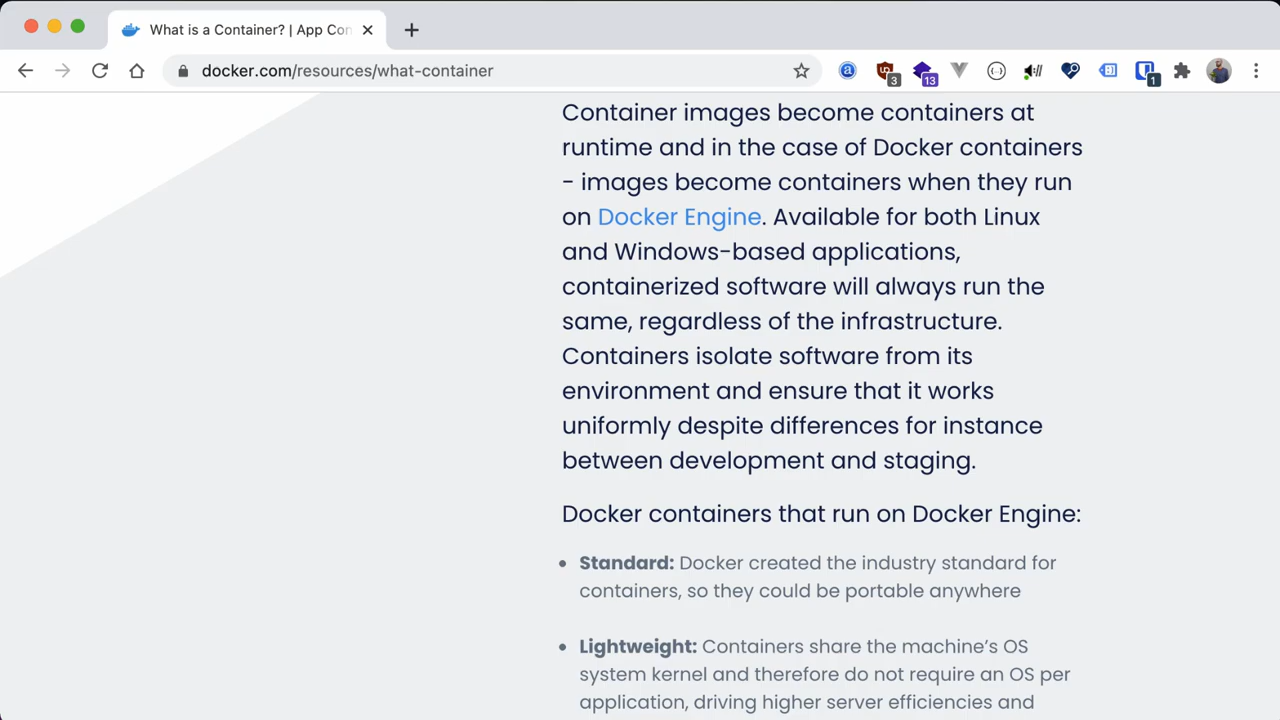 What is a Container? | App Con
docker.com/resources/what-container
3
13
1
Container images become containers at
runtime and in the case of Docker containers
- images become containers when they run
on Docker Engine. Available for both Linux
and Windows-based applications,
containerized software will always run the
same, regardless of the infrastructure.
Containers isolate software from its
environment and ensure that it works
uniformly despite differences for instance
between development and staging.
Docker containers that run on Docker Engine:
• Standard: Docker created the industry standard for
containers, so they could be portable anywhere
• Lightweight: Containers share the machine’s OS
system kernel and therefore do not require an OS per
application, driving higher server efficiencies and